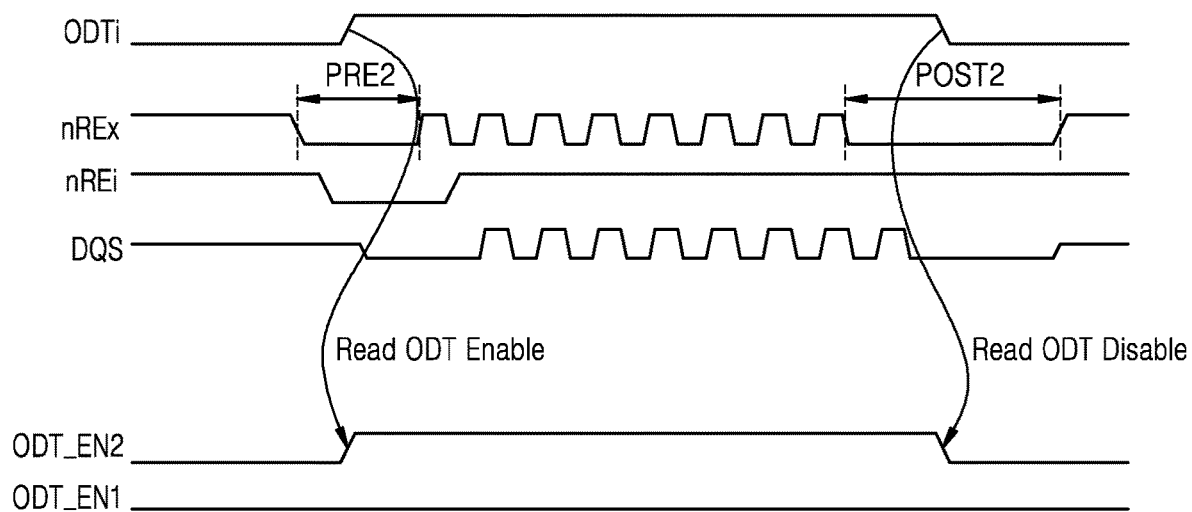 ODTi
PRE2
POST2
nREx
nREi
DQS
Read ODT Enable
Read ODT Disable
ODT_EN2
ODT_EN1